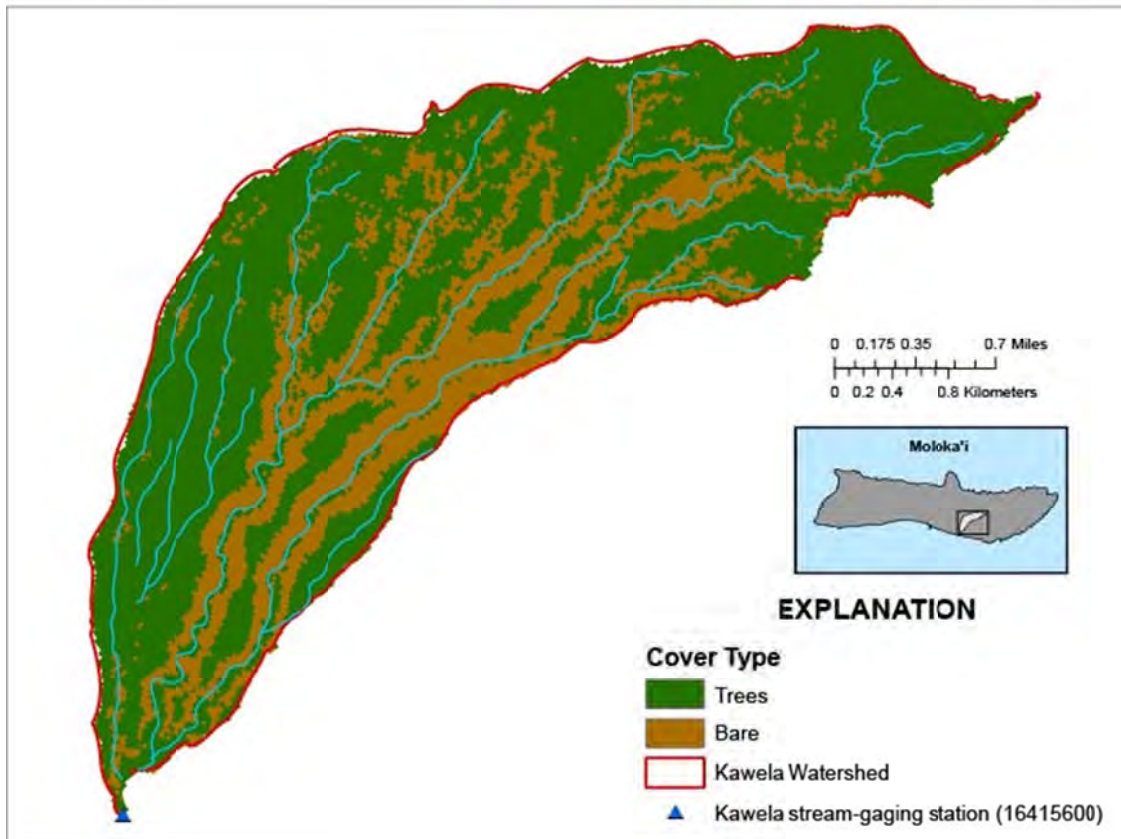 0 0.175 0.35 0.7 Miles
0 0.2 0.4 0.8 Kilometers
Moloka'i
EXPLANATION
Cover Type
Trees
Bare
Kawela Watershed
Kawela stream-gaging station (16415600)